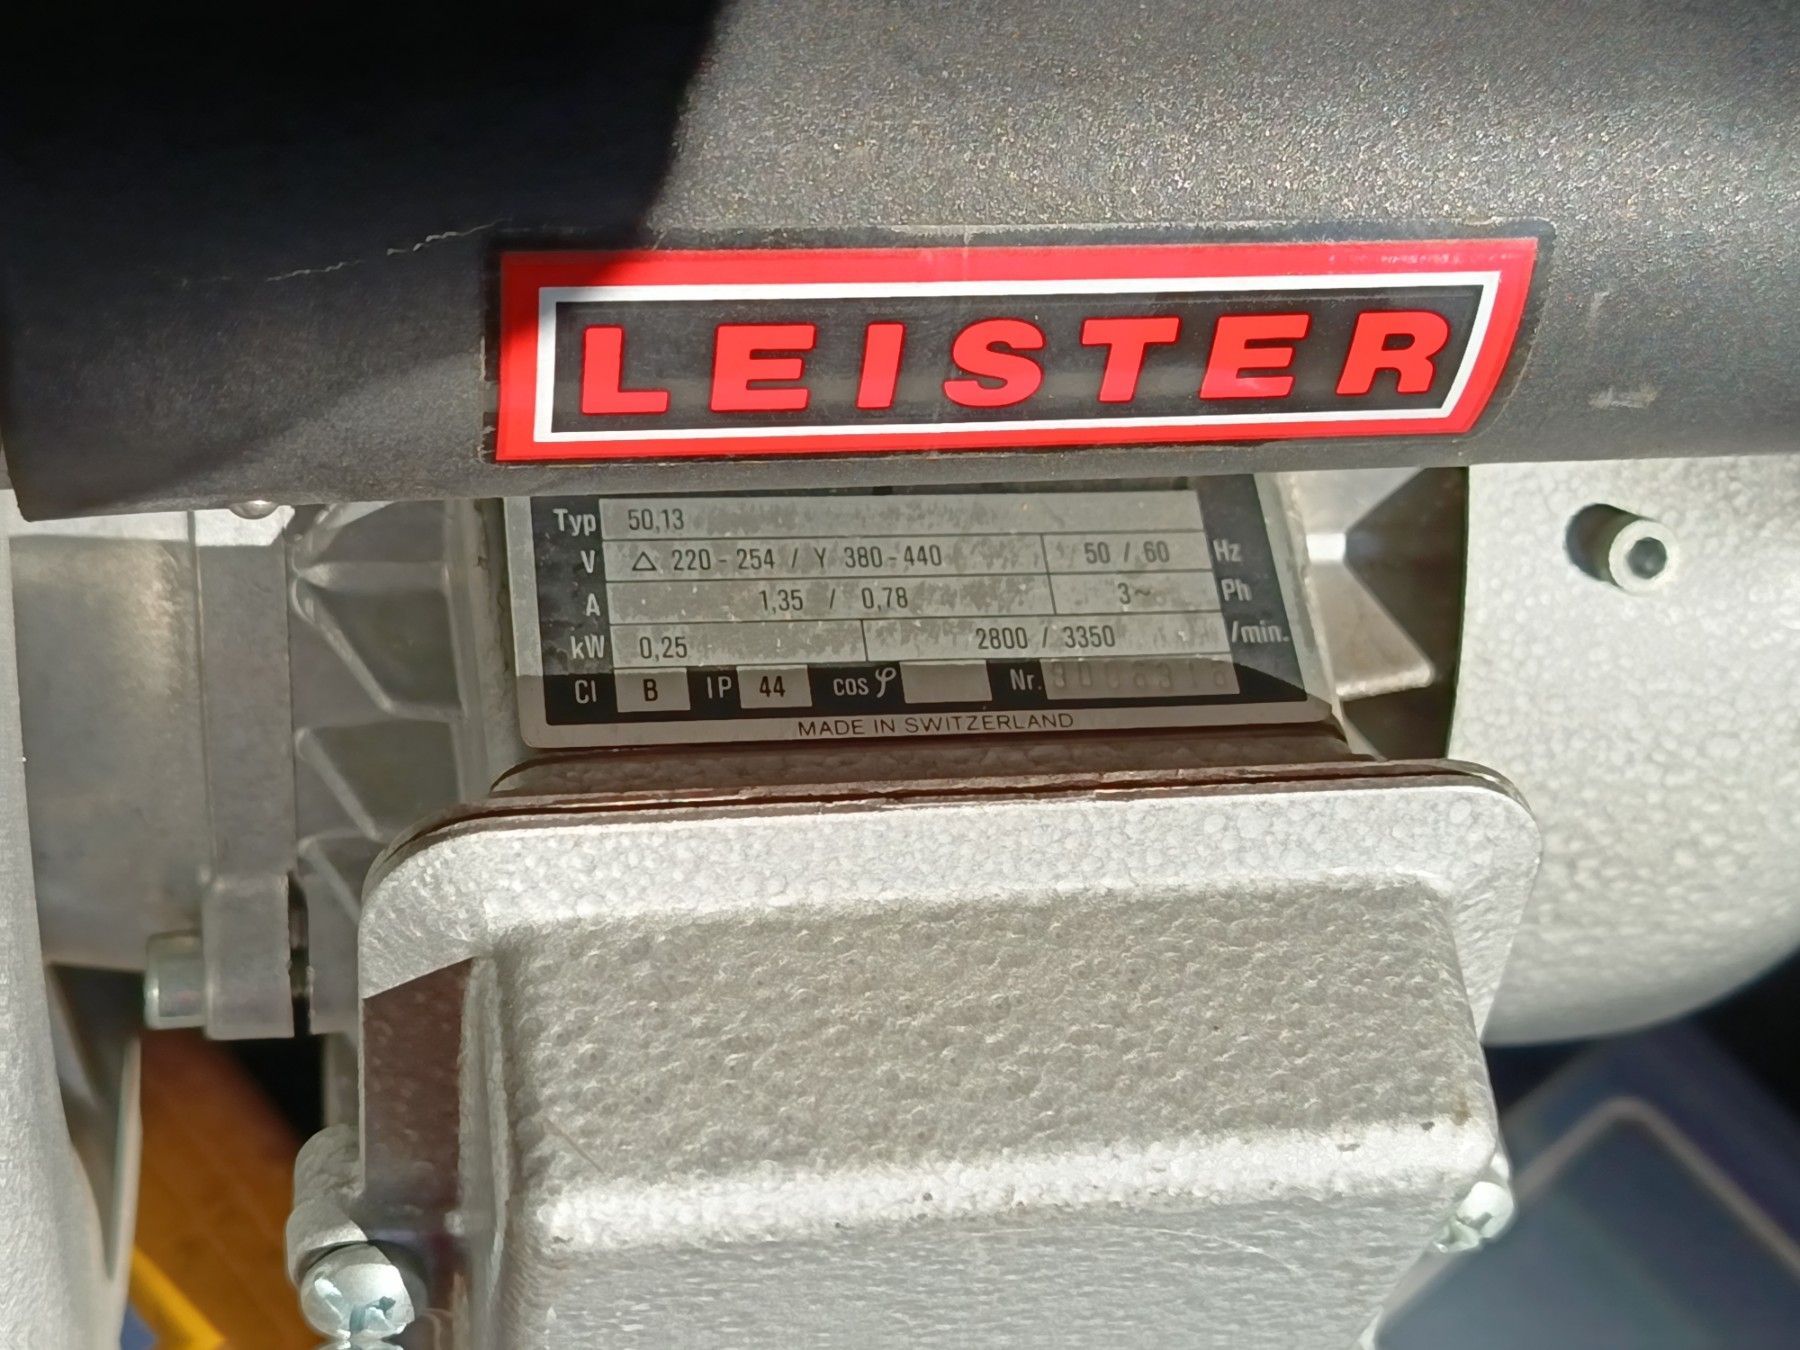 LEISTER
Typ 50,13
V △ 220 - 254 / Y 380 - 440 50 / 60 Hz
A 1,35 / 0,78 3~ Ph
kW 0,25 2800 / 3350 /min.
Cl B IP 44 cos φ Nr.
MADE IN SWITZERLAND